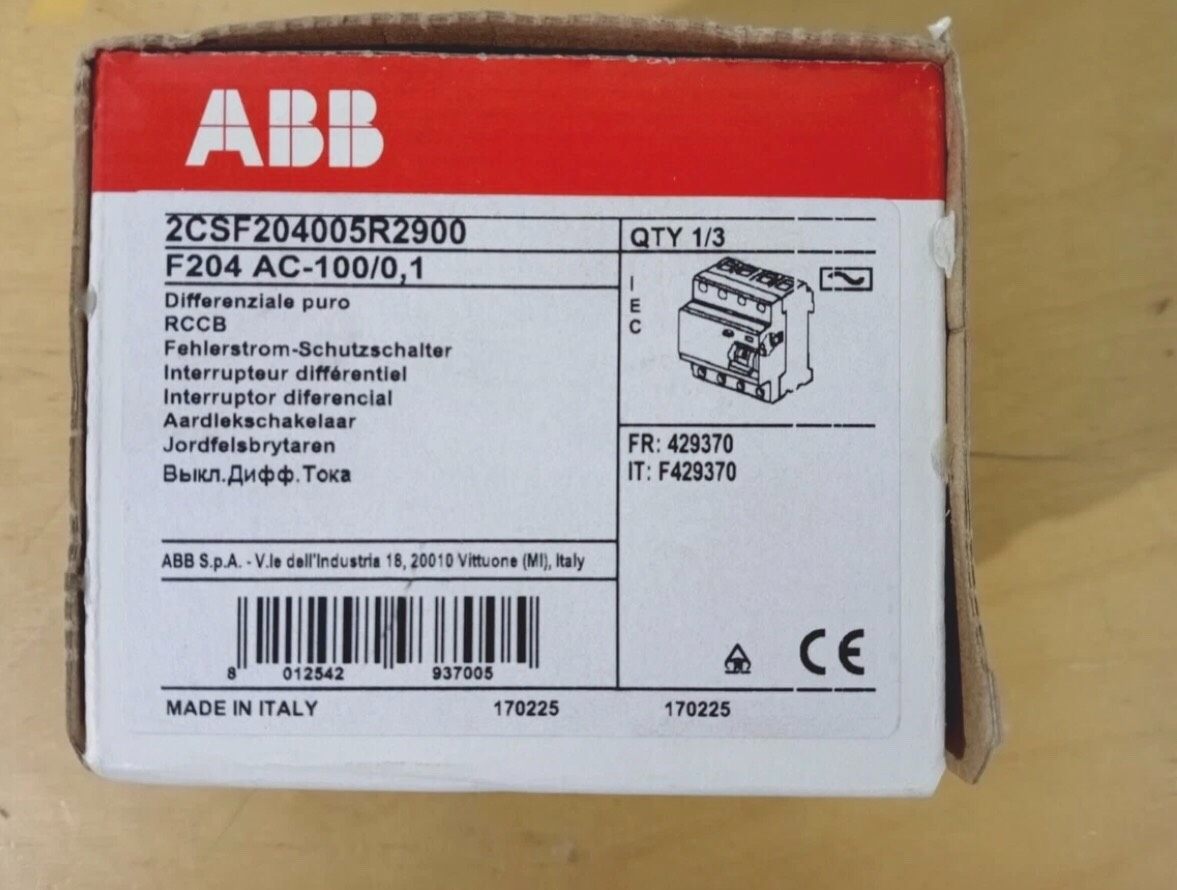 ABB
2CSF204005R2900
F204 AC-100/0,1
Differenziale puro
RCCB
Fehlerstrom-Schutzschalter
Interrupteur différentiel
Interruptor diferencial
Aardlekschakelaar
Jordfelsbrytaren
Выкл.Дифф.Тока
QTY 1/3
I
E
C
FR: 429370
IT: F429370
ABB S.p.A. - V.le dell'Industria 18, 20010 Vittuone (MI), Italy
8 012542 937005
CE
MADE IN ITALY 170225 170225